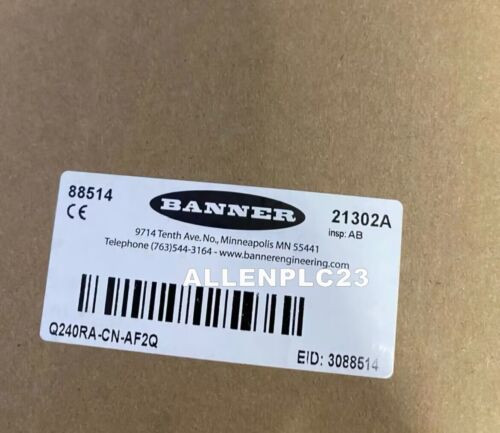 88514
BANNER
21302A
CE
insp: AB
9714 Tenth Ave. No., Minneapolis MN 55441
Telephone (763)544-3164 - www.bannerengineering.com
ALLENPLC23
Q240RA-CN-AF2Q
EID: 3088514